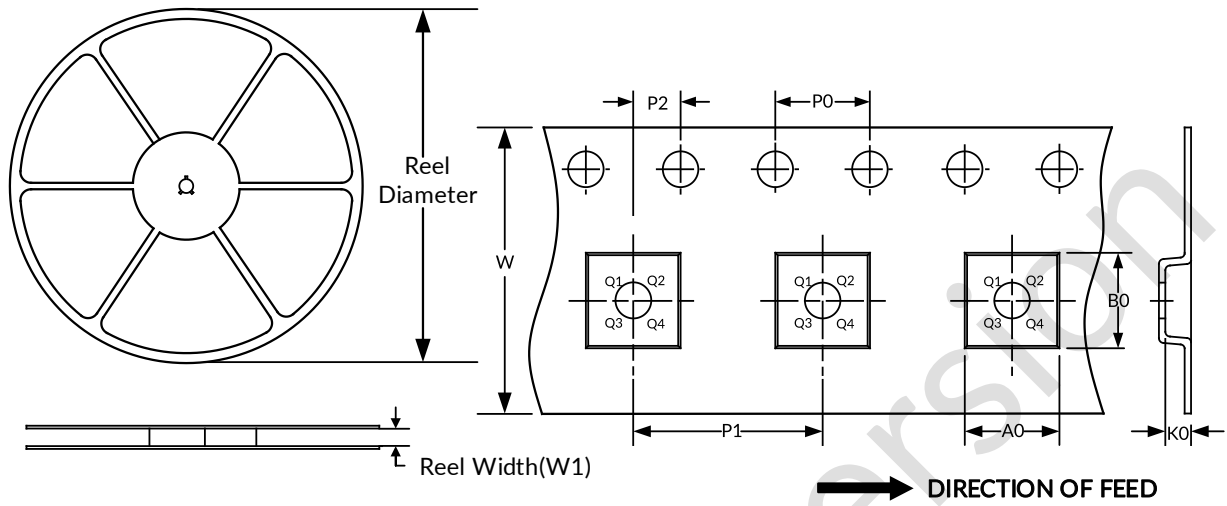 P2
P0
Reel
Diameter
W
Q1 Q2
Q3 Q4
Q1 Q2
Q3 Q4
Q1 Q2
Q3 Q4
B0
P1
A0
K0
Reel Width(W1)
DIRECTION OF FEED
ersion